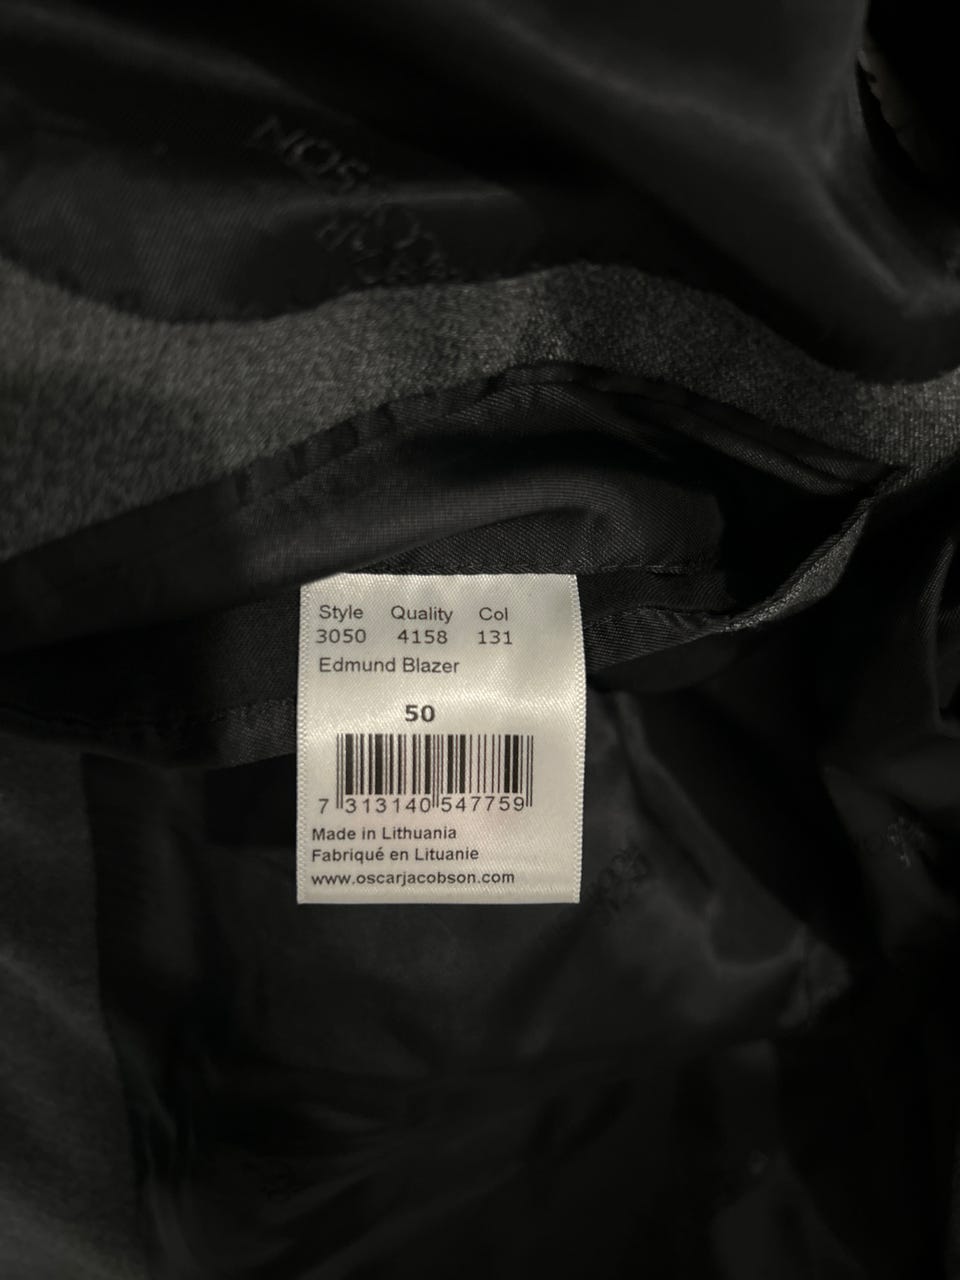 Style Quality Col
3050 4158 131
Edmund Blazer
50
7 313140 547759
Made in Lithuania
Fabriqué en Lituanie
www.oscarjacobson.com